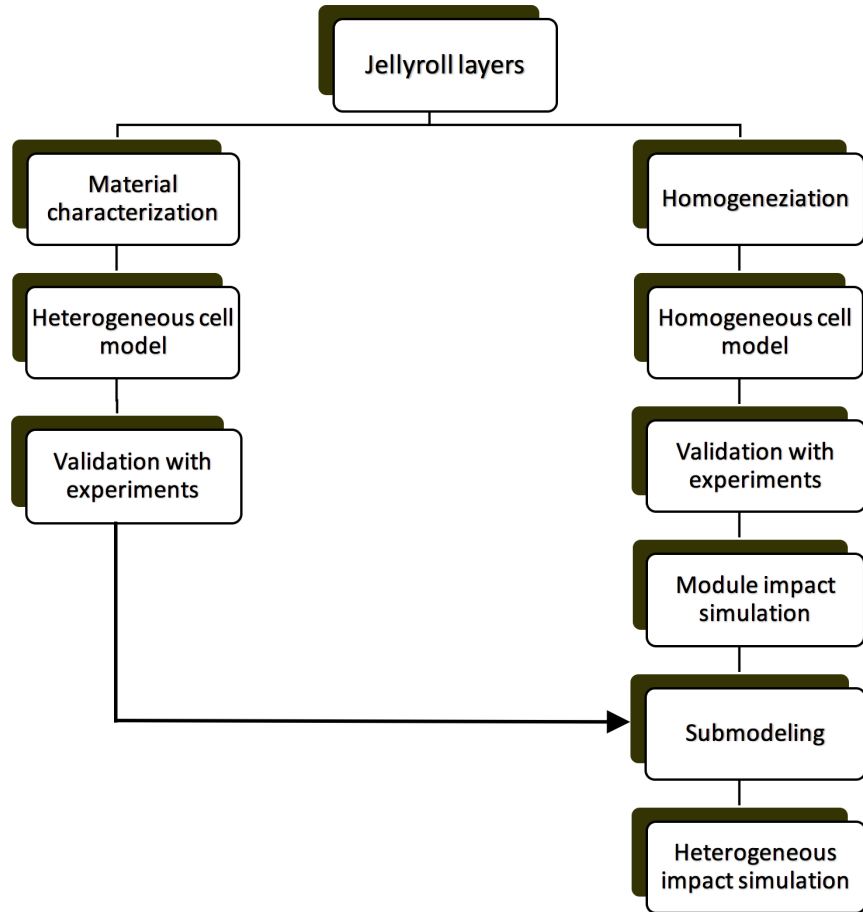 Jellyroll layers
Material
characterization
Heterogeneous cell
model
Validation with
experiments
Homogeneziation
Homogeneous cell
model
Validation with
experiments
Module impact
simulation
Submodeling
Heterogeneous
impact simulation